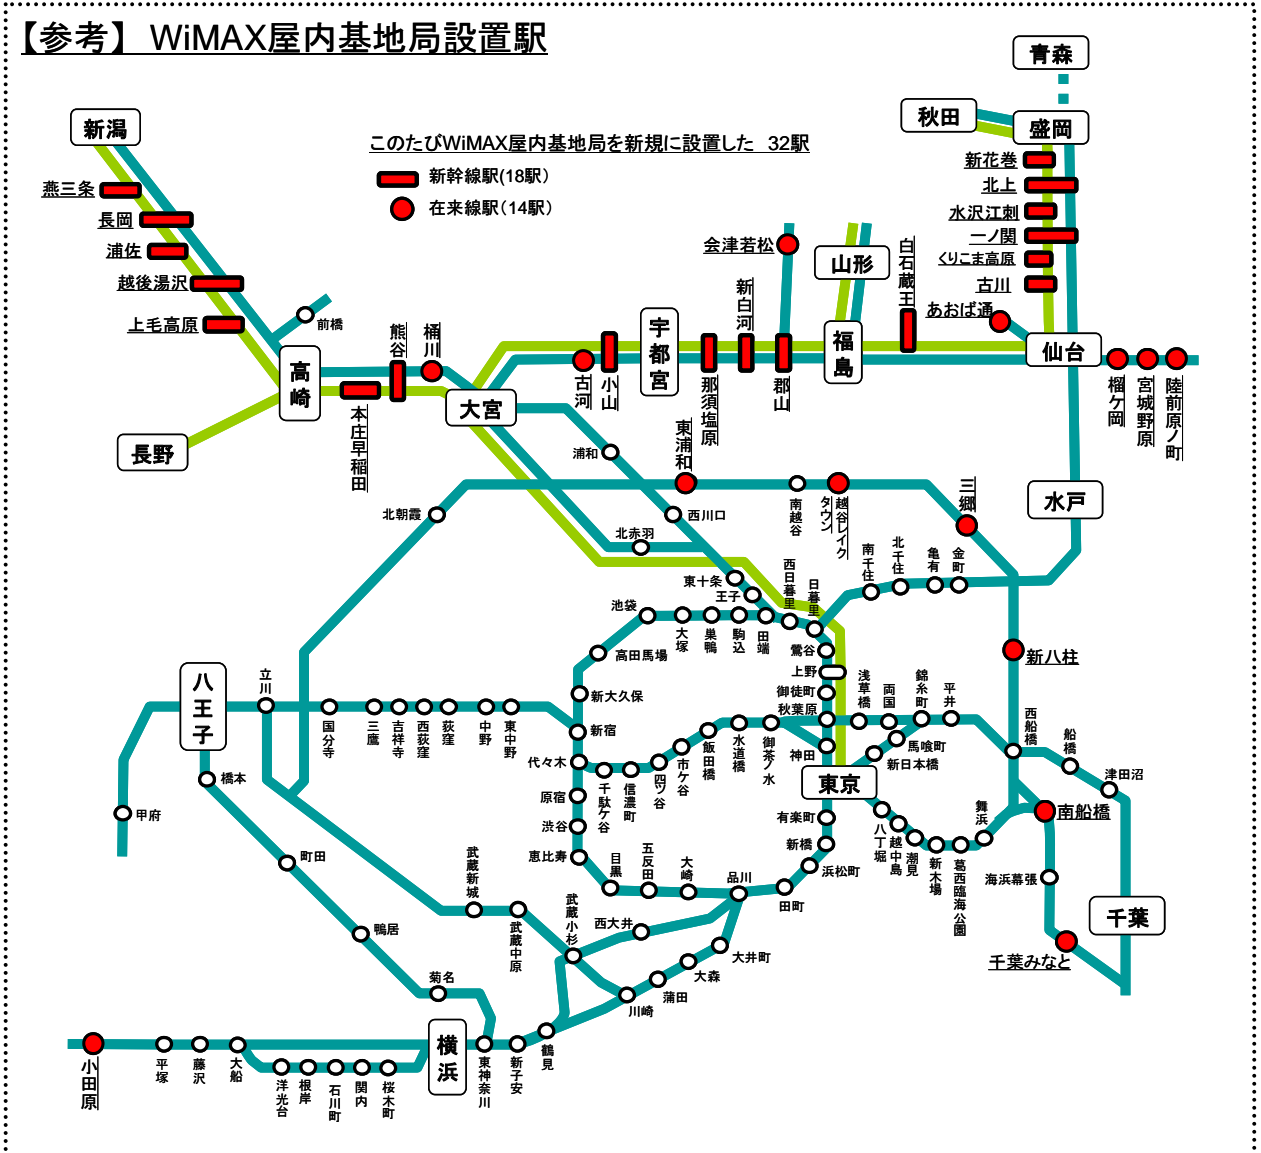 【参考】 WiMAX屋内基地局設置駅
青森
秋田
盛岡
新潟
このたびWiMAX屋内基地局を新規に設置した 32駅
新幹線駅(18駅)
在来線駅(14駅)
新花巻
北上
水沢江刺
一ノ関
くりこま高原
古川
あおば通
燕三条
長岡
浦佐
越後湯沢
上毛高原
前橋
会津若松
山形
白石蔵王
新白河
熊谷
桶川
宇都宮
福島
仙台
高崎
古河
小山
那須塩原
郡山
榴ケ岡
宮城野原
陸前原ノ町
本庄早稲田
大宮
長野
東浦和
浦和
三郷
水戸
北朝霞
西川口
南越谷
越谷レイク
タウン
北赤羽
南千住
北千住
亀有
金町
東十条
王子
西日暮里
日暮里
池袋
大塚
巣鴨
駒込
田端
高田馬場
鶯谷
新八柱
上野
八王子
立川
新大久保
御徒町
浅草橋
両国
錦糸町
平井
秋葉原
国分寺
三鷹
吉祥寺
西荻窪
荻窪
中野
東中野
新宿
飯田橋
水道橋
御茶ノ水
神田
馬喰町
新日本橋
西船橋
船橋
津田沼
代々木
千駄ケ谷
信濃町
四ツ谷
市ケ谷
東京
橋本
甲府
原宿
渋谷
恵比寿
有楽町
新橋
浜松町
八丁堀
越中島
潮見
新木場
葛西臨海公園
舞浜
南船橋
海浜幕張
町田
武蔵新城
目黒
五反田
大崎
品川
田町
千葉
千葉みなと
鴨居
武蔵中原
武蔵小杉
西大井
大井町
大森
蒲田
川崎
菊名
横浜
小田原
平塚
藤沢
大船
洋光台
根岸
石川町
関内
桜木町
東神奈川
新子安
鶴見